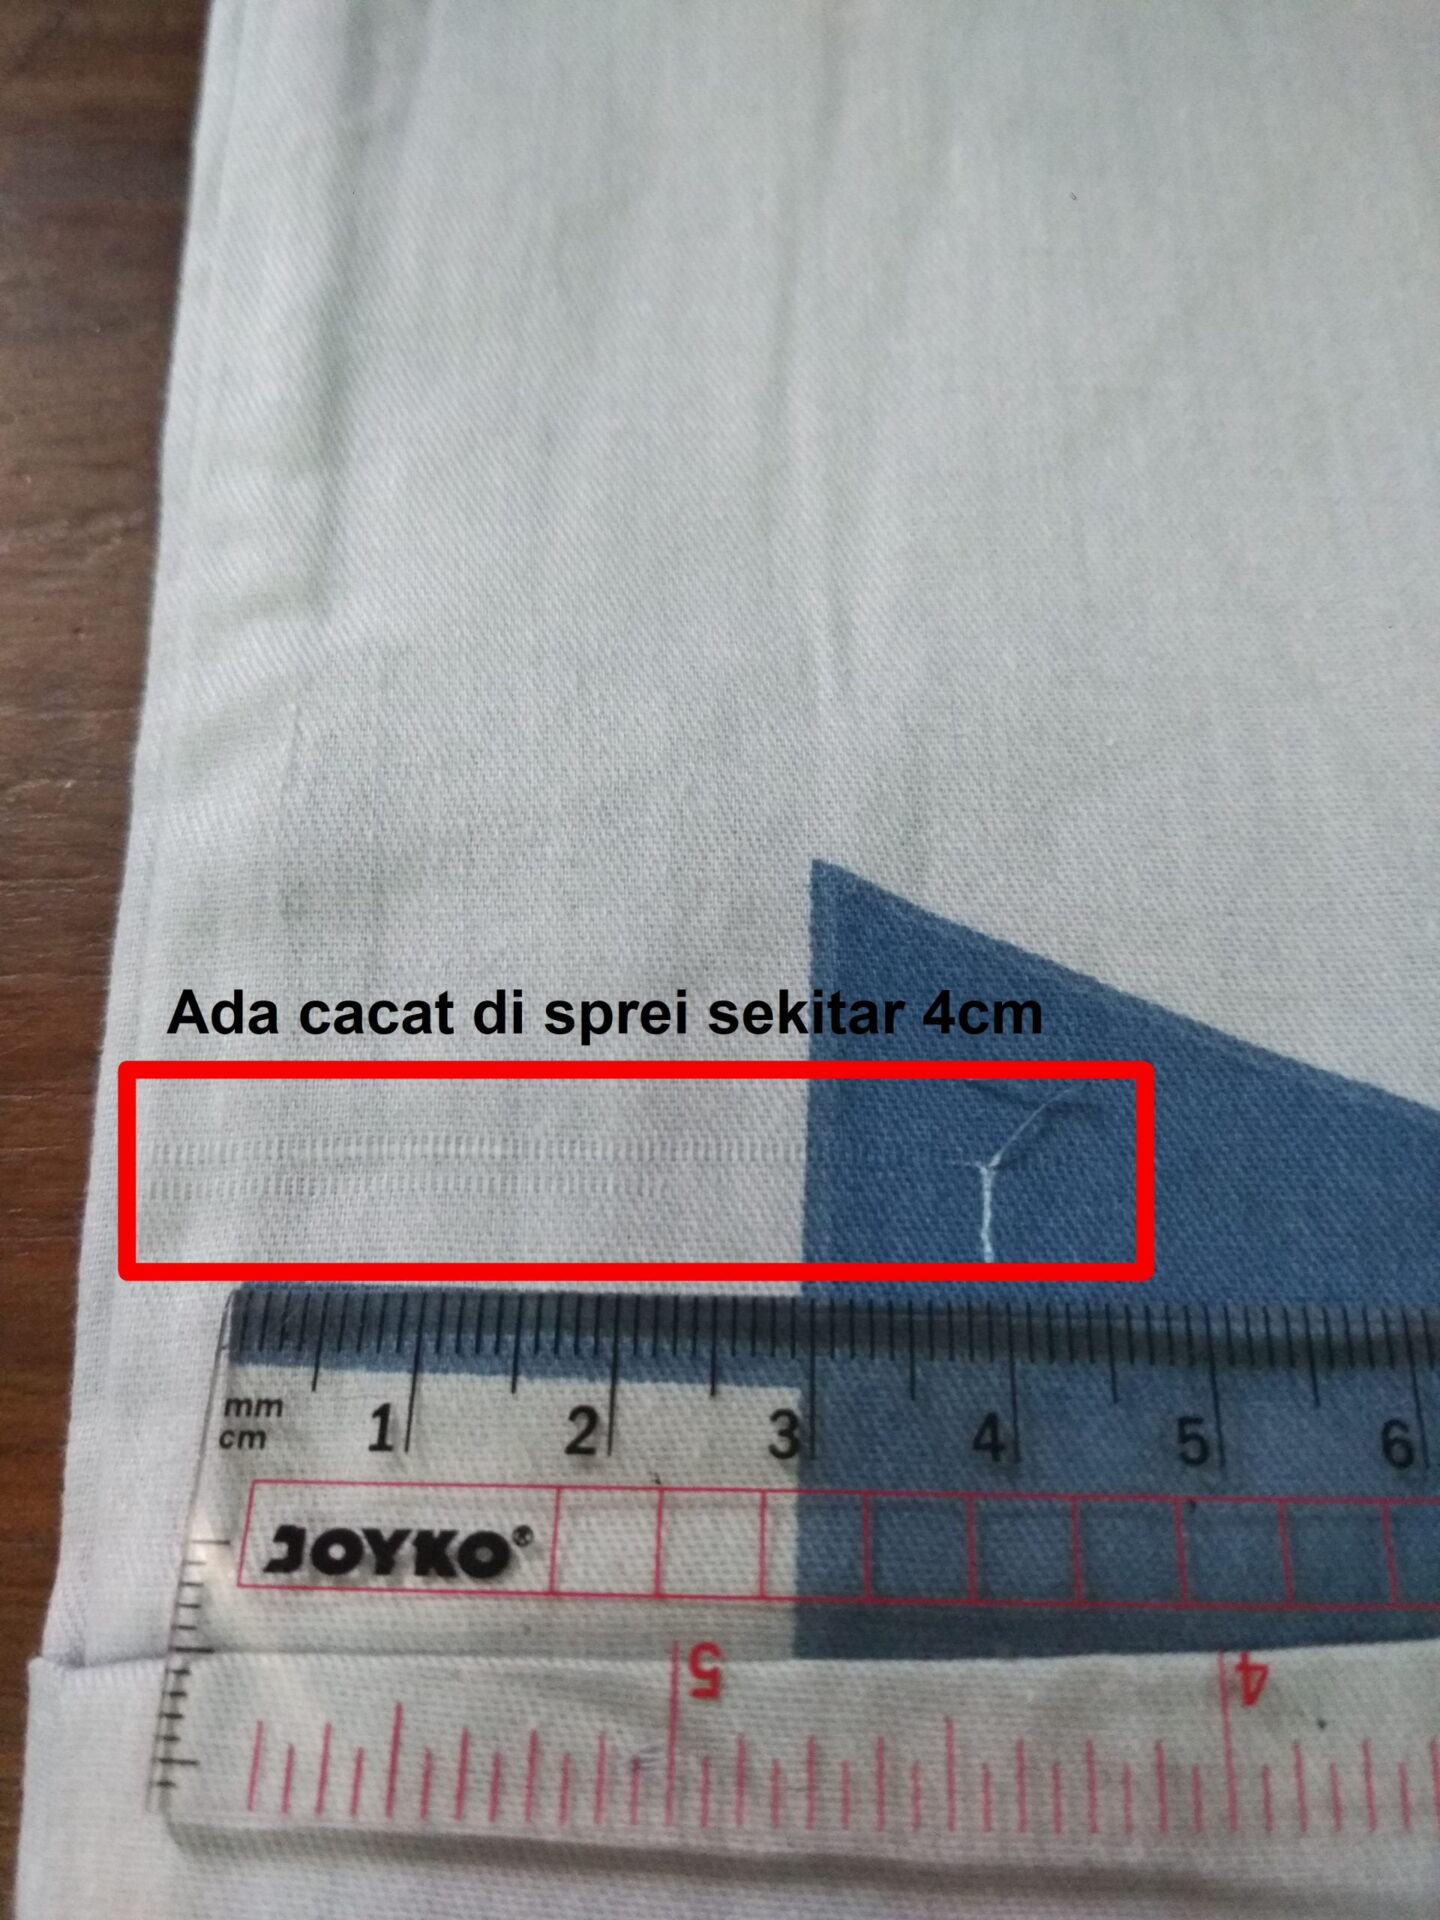 Ada cacat di sprei sekitar 4cm
mm
cm
1 2 3 4 5 6
JOYKO®
5 4